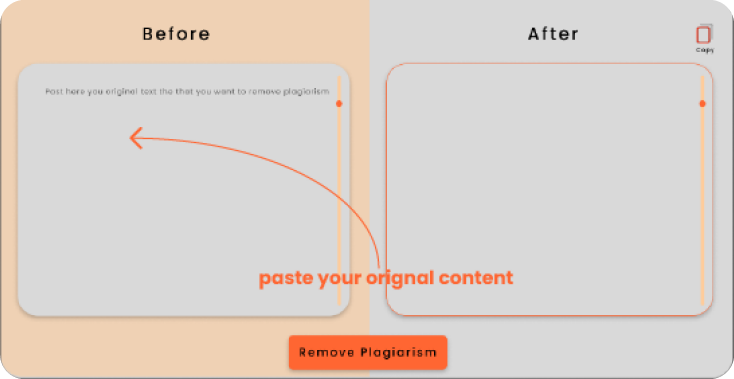 Before
After
Copy
Post here you original text the that you want to remove plagiarism
paste your orignal content
Remove Plagiarism